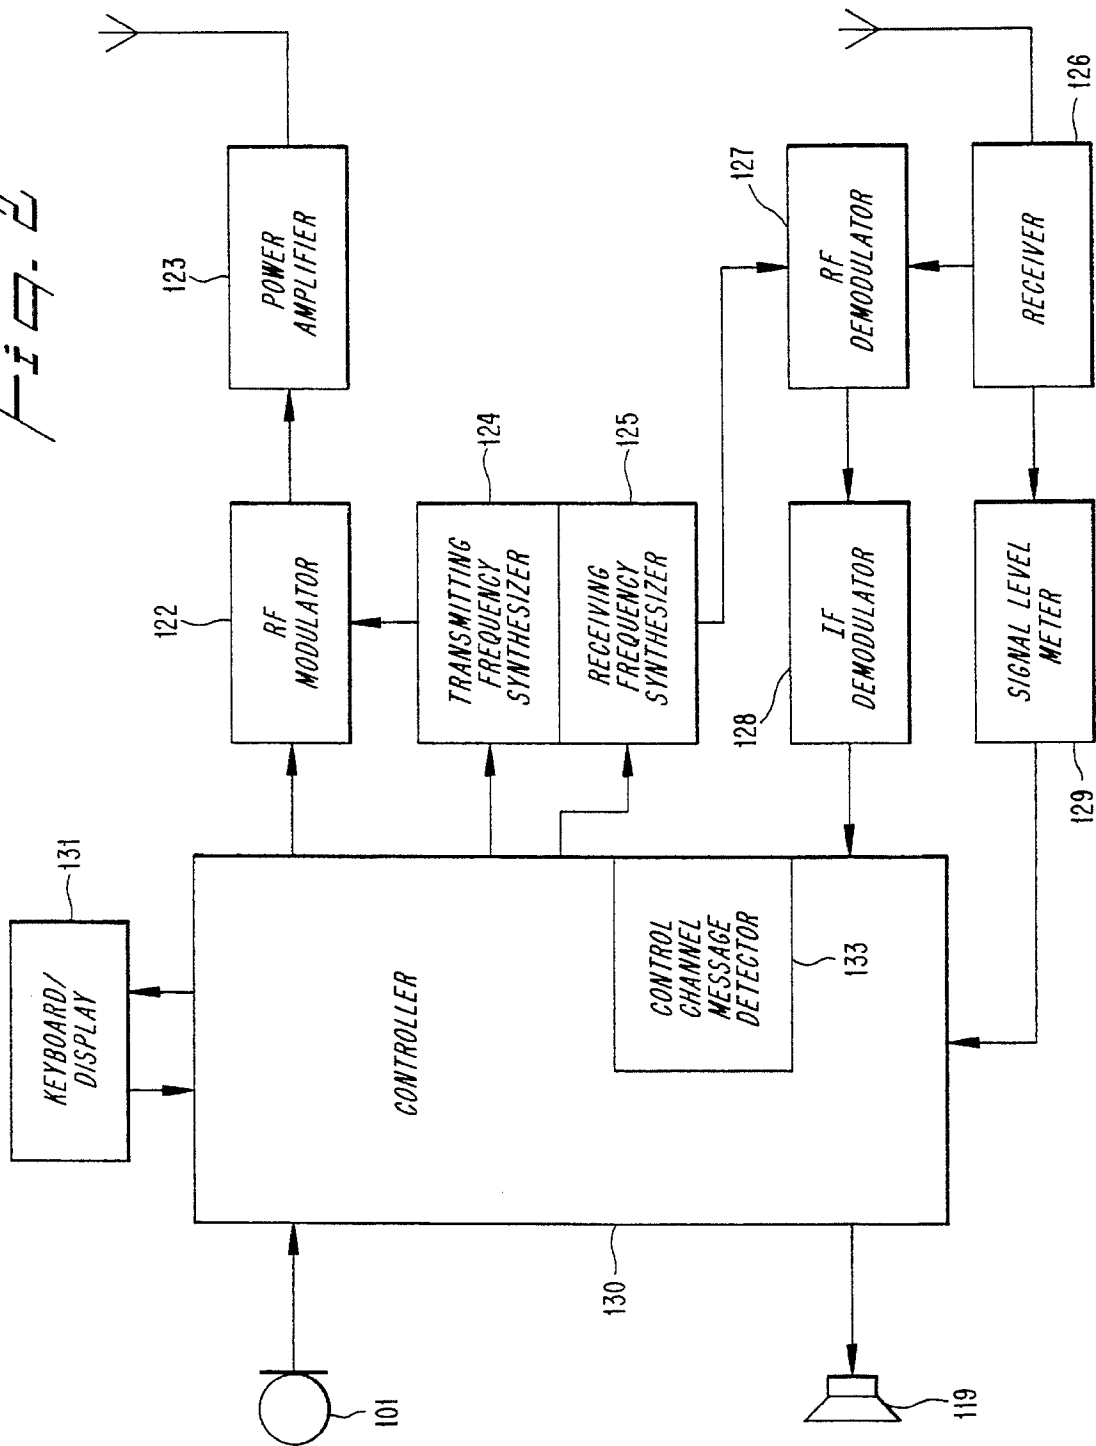 Fig. 2
KEYBOARD/
DISPLAY
131
101
CONTROLLER
130
CONTROL
CHANNEL
MESSAGE
DETECTOR
133
119
122
RF
MODULATOR
123
POWER
AMPLIFIER
TRANSMITTING
FREQUENCY
SYNTHESIZER
124
RECEIVING
FREQUENCY
SYNTHESIZER
125
128
IF
DEMODULATOR
RF
DEMODULATOR
127
SIGNAL LEVEL
METER
129
RECEIVER
126